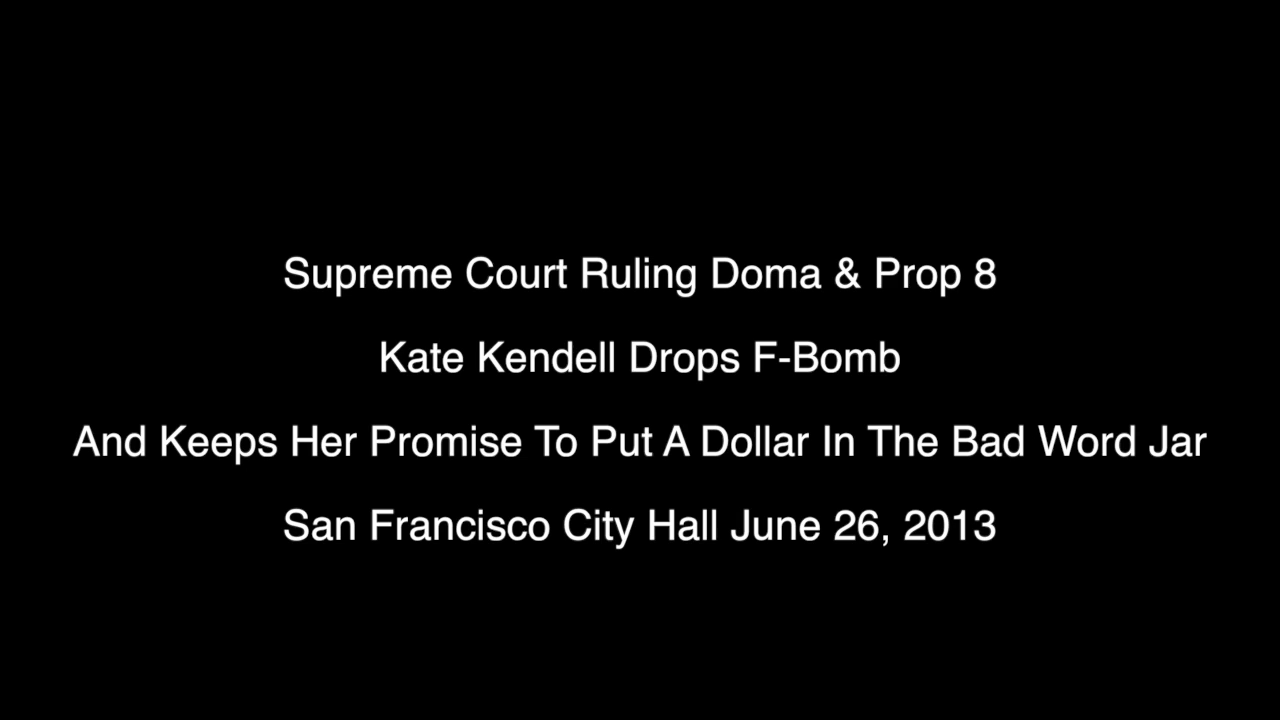 Supreme Court Ruling Doma & Prop 8
Kate Kendell Drops F-Bomb
And Keeps Her Promise To Put A Dollar In The Bad Word Jar
San Francisco City Hall June 26, 2013